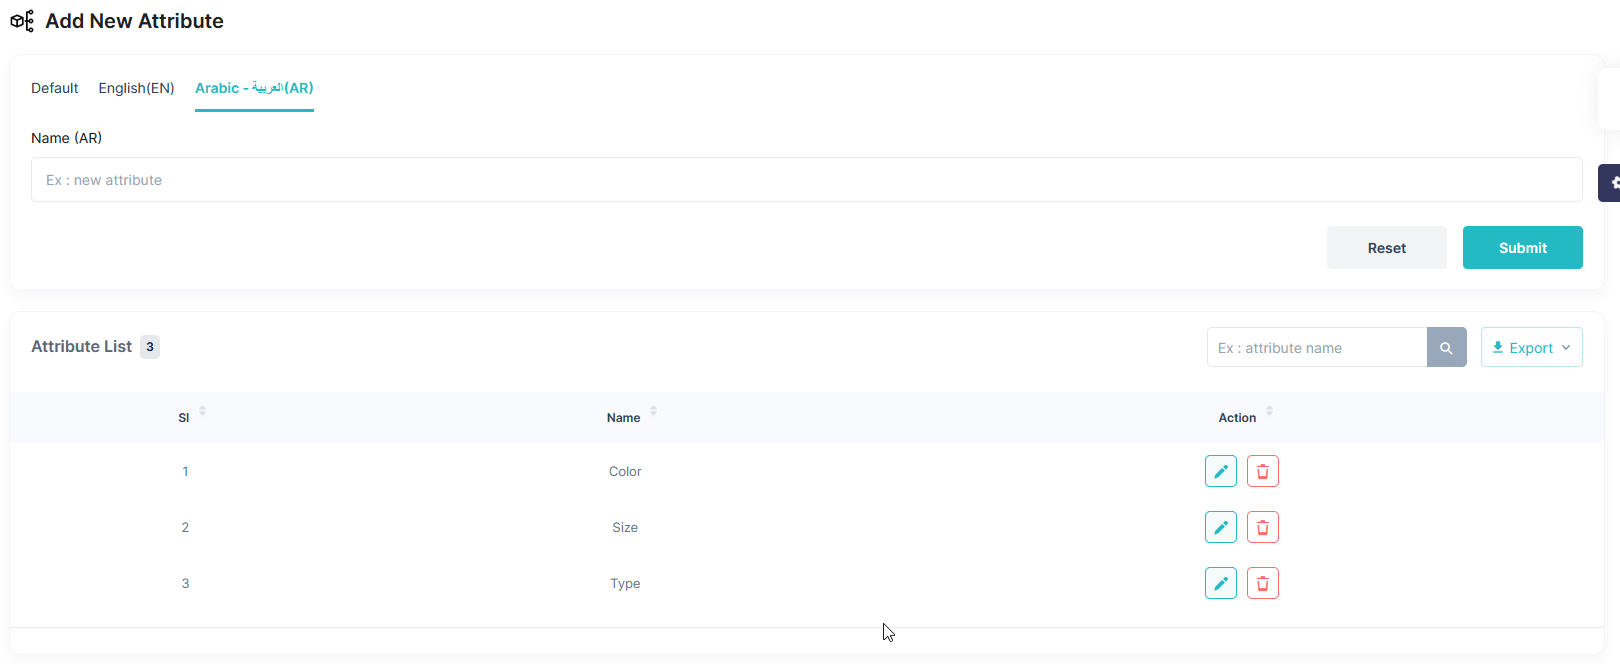 Add New Attribute
Default English(EN) Arabic - العربية(AR)
Name (AR)
Ex : new attribute
Reset Submit
Attribute List 3
Ex : attribute name
Export
Sl Name Action
1 Color
2 Size
3 Type